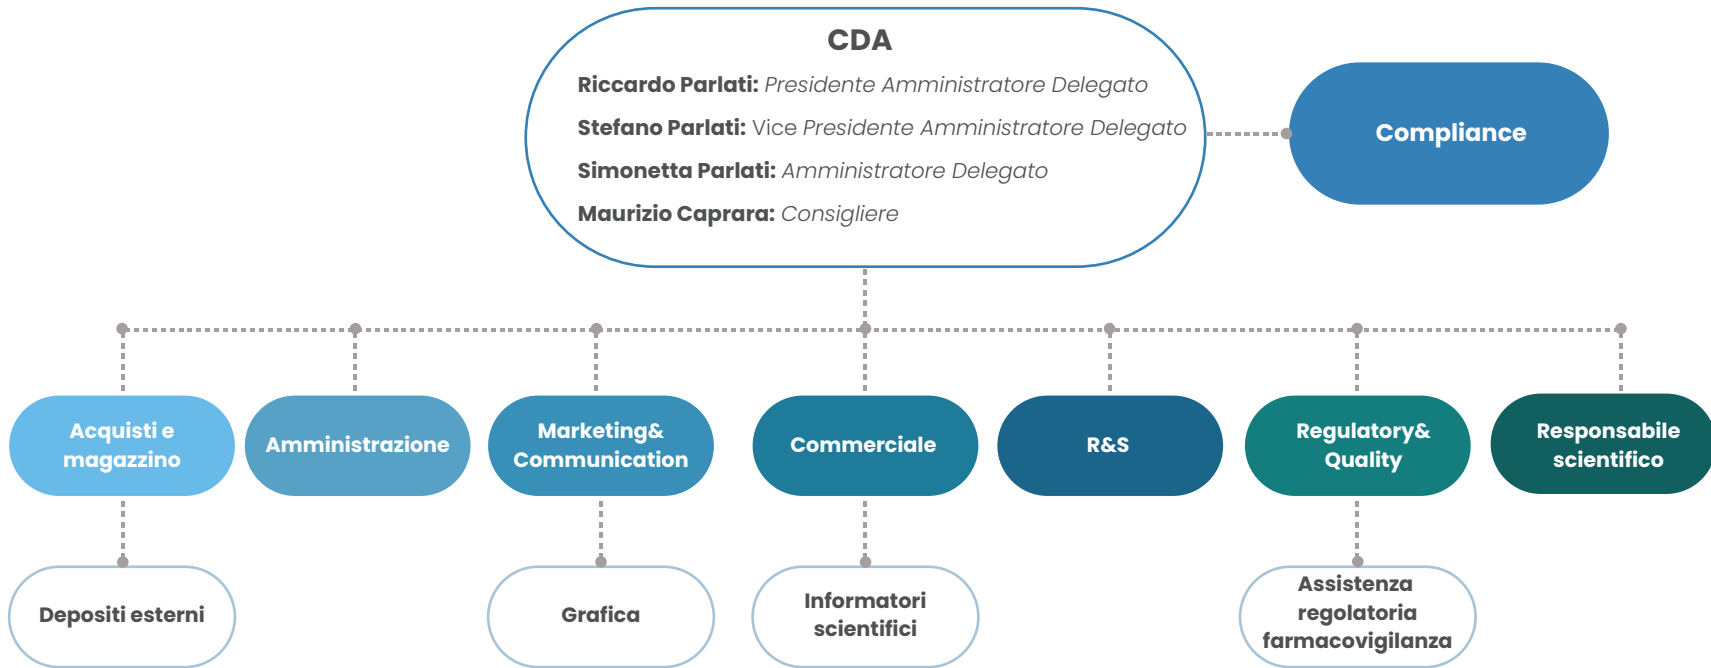 CDA
Riccardo Parlati: Presidente Amministratore Delegato
Stefano Parlati: Vice Presidente Amministratore Delegato
Simonetta Parlati: Amministratore Delegato
Maurizio Caprara: Consigliere
Compliance
Acquisti e
magazzino
Amministrazione
Marketing&
Communication
Commerciale
R&S
Regulatory&
Quality
Responsabile
scientifico
Depositi esterni
Grafica
Informatori
scientifici
Assistenza
regolatoria
farmacovigilanza